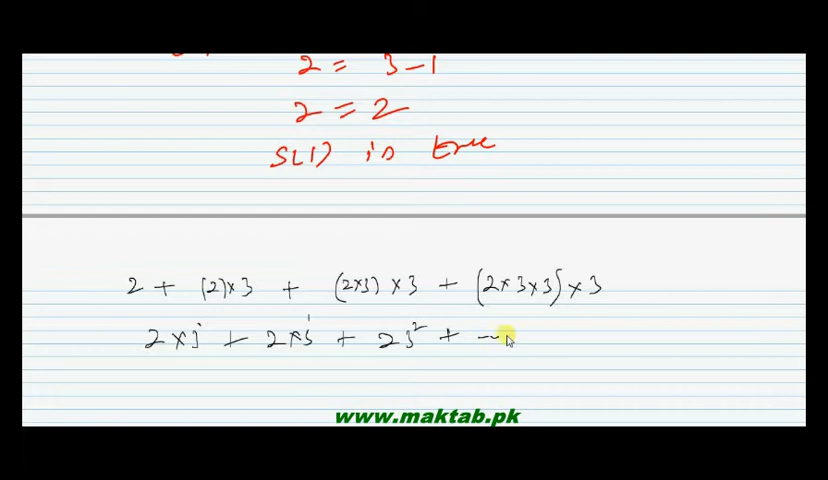 2 = 3 - 1
2 = 2
S(1) is true
2 + (2)×3 + (2×3) × 3 + (2×3×3) × 3
2×3° + 2×3¹ + 2 3² + ---
www.maktab.pk